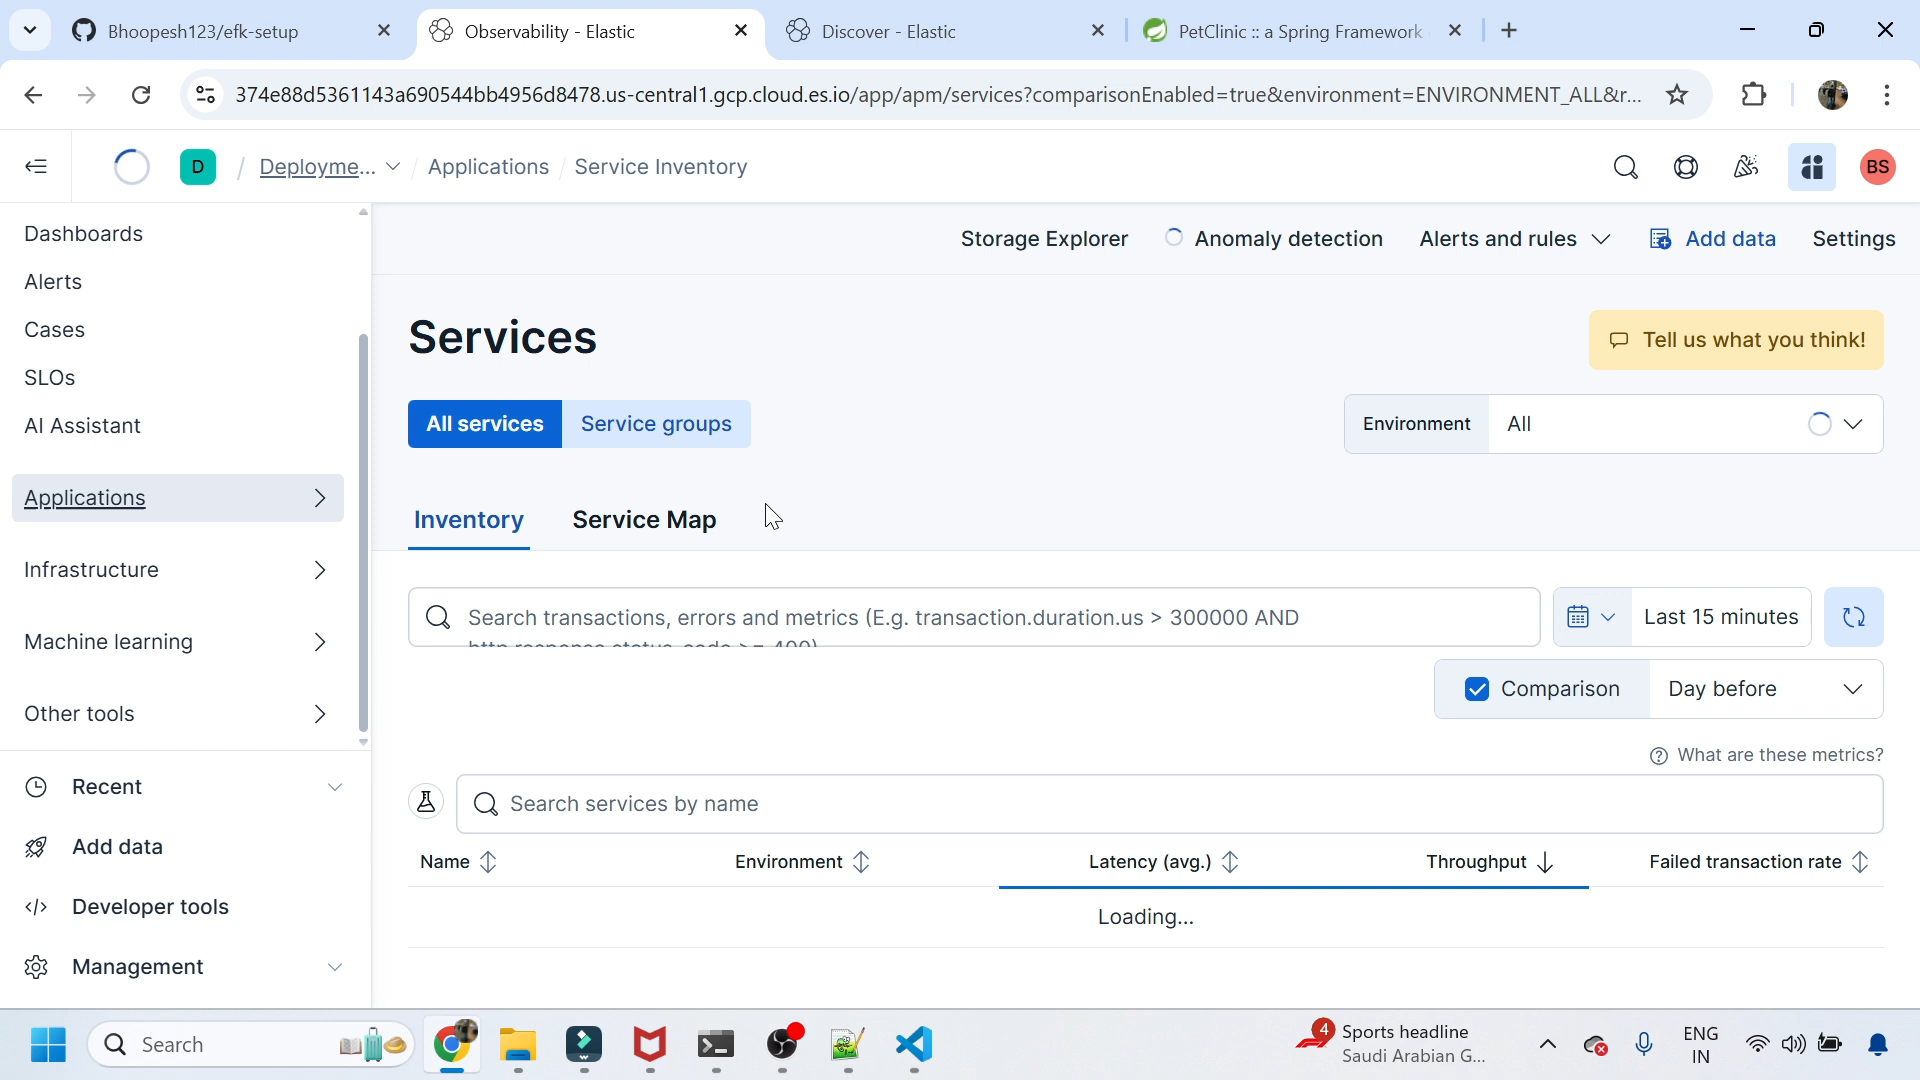 Bhoopesh123/efk-setup
Observability - Elastic
Discover - Elastic
PetClinic :: a Spring Framework
374e88d5361143a690544bb4956d8478.us-central1.gcp.cloud.es.io/app/apm/services?comparisonEnabled=true&environment=ENVIRONMENT_ALL&r...
D / Deployme... Applications Service Inventory
BS
Dashboards
Alerts
Cases
SLOs
AI Assistant
Applications
Infrastructure
Machine learning
Other tools
Recent
Add data
Developer tools
Management
Storage Explorer Anomaly detection Alerts and rules Add data Settings
Services
Tell us what you think!
All services Service groups
Environment All
Inventory Service Map
Search transactions, errors and metrics (E.g. transaction.duration.us > 300000 AND
http.response.status_code >= 400)
Last 15 minutes
Comparison Day before
What are these metrics?
Search services by name
Name Environment Latency (avg.) Throughput Failed transaction rate
Loading...
Search
4
Sports headline
Saudi Arabian G...
ENG
IN